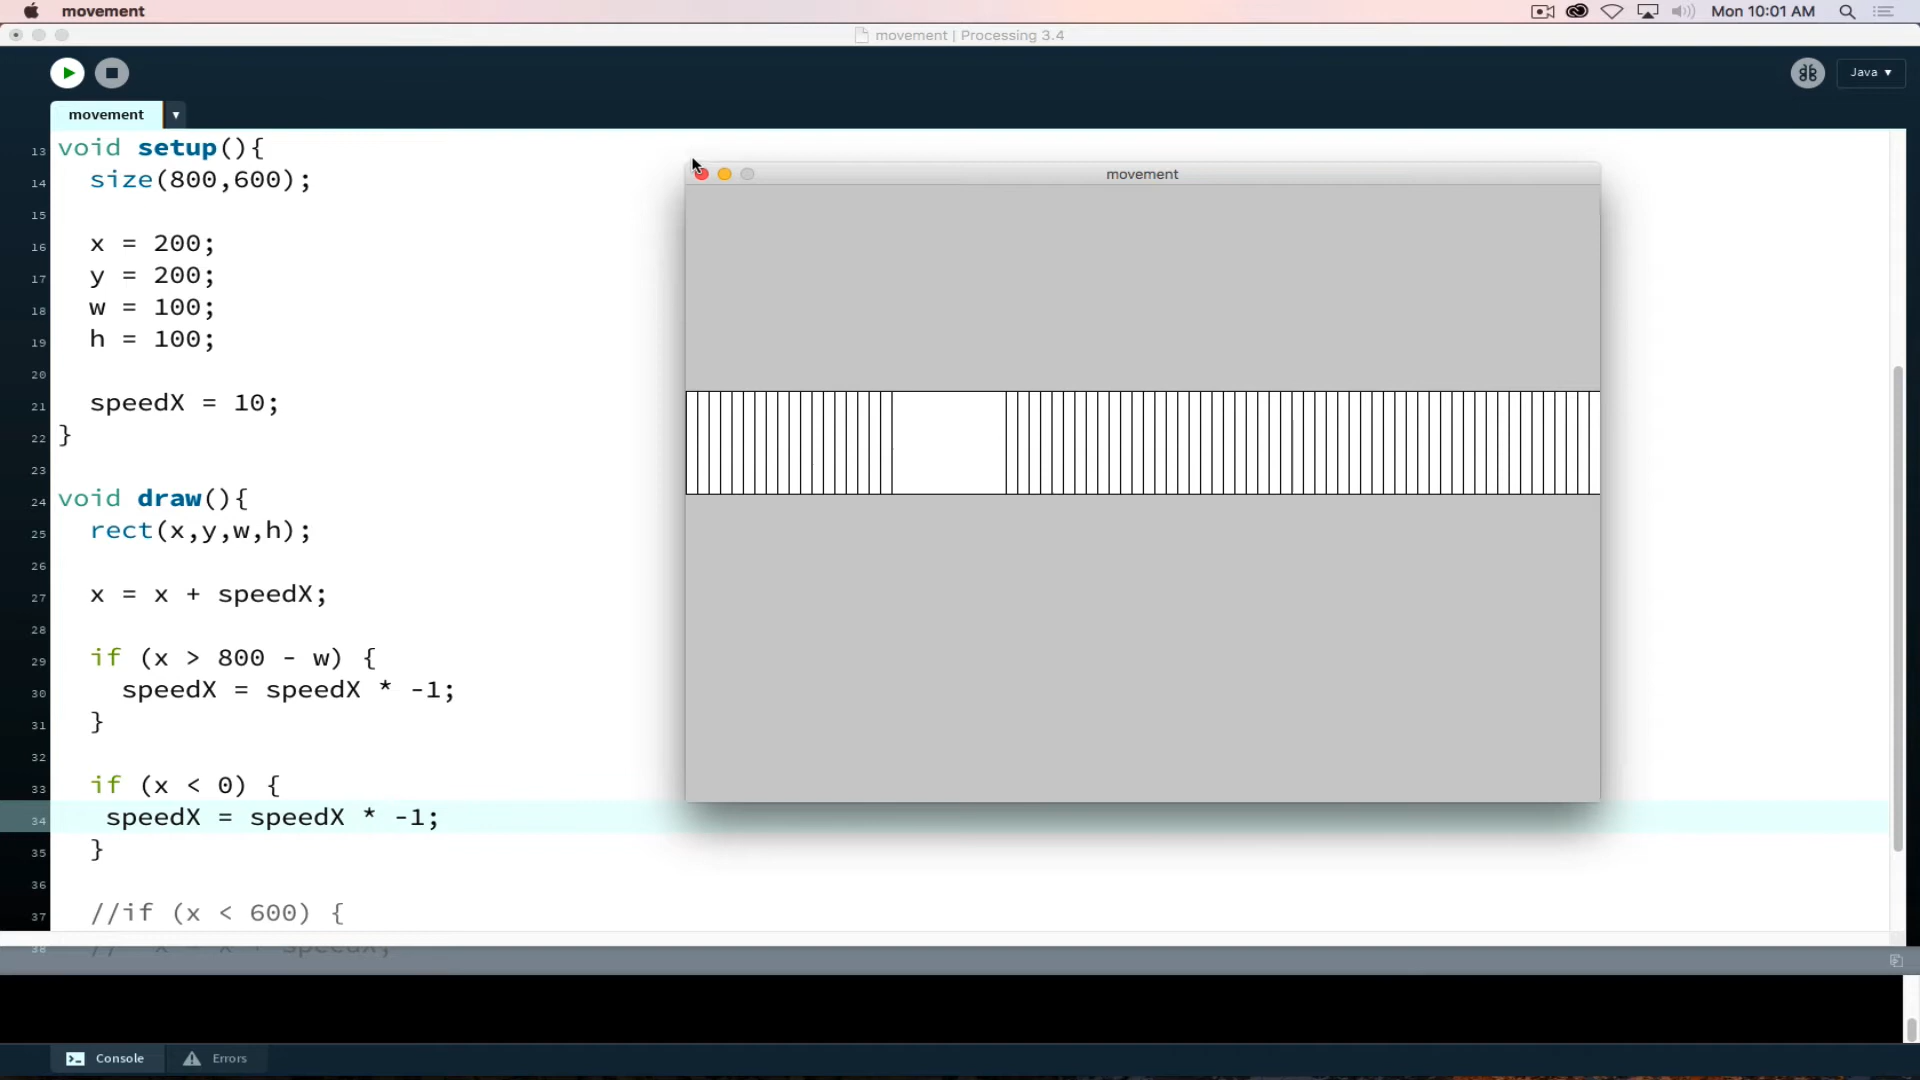 movement
Mon 10:01 AM
movement | Processing 3.4
Java ▾
movement ▾
13 void setup(){
14   size(800,600);
15
16   x = 200;
17   y = 200;
18   w = 100;
19   h = 100;
20
21   speedX = 10;
22 }
23
24 void draw(){
25   rect(x,y,w,h);
26
27   x = x + speedX;
28
29   if (x > 800 - w) {
30     speedX = speedX * -1;
31   }
32
33   if (x < 0) {
34    speedX = speedX * -1;
35   }
36
37   //if (x < 600) {
38   //  x = x + speedX;
movement
Console
Errors